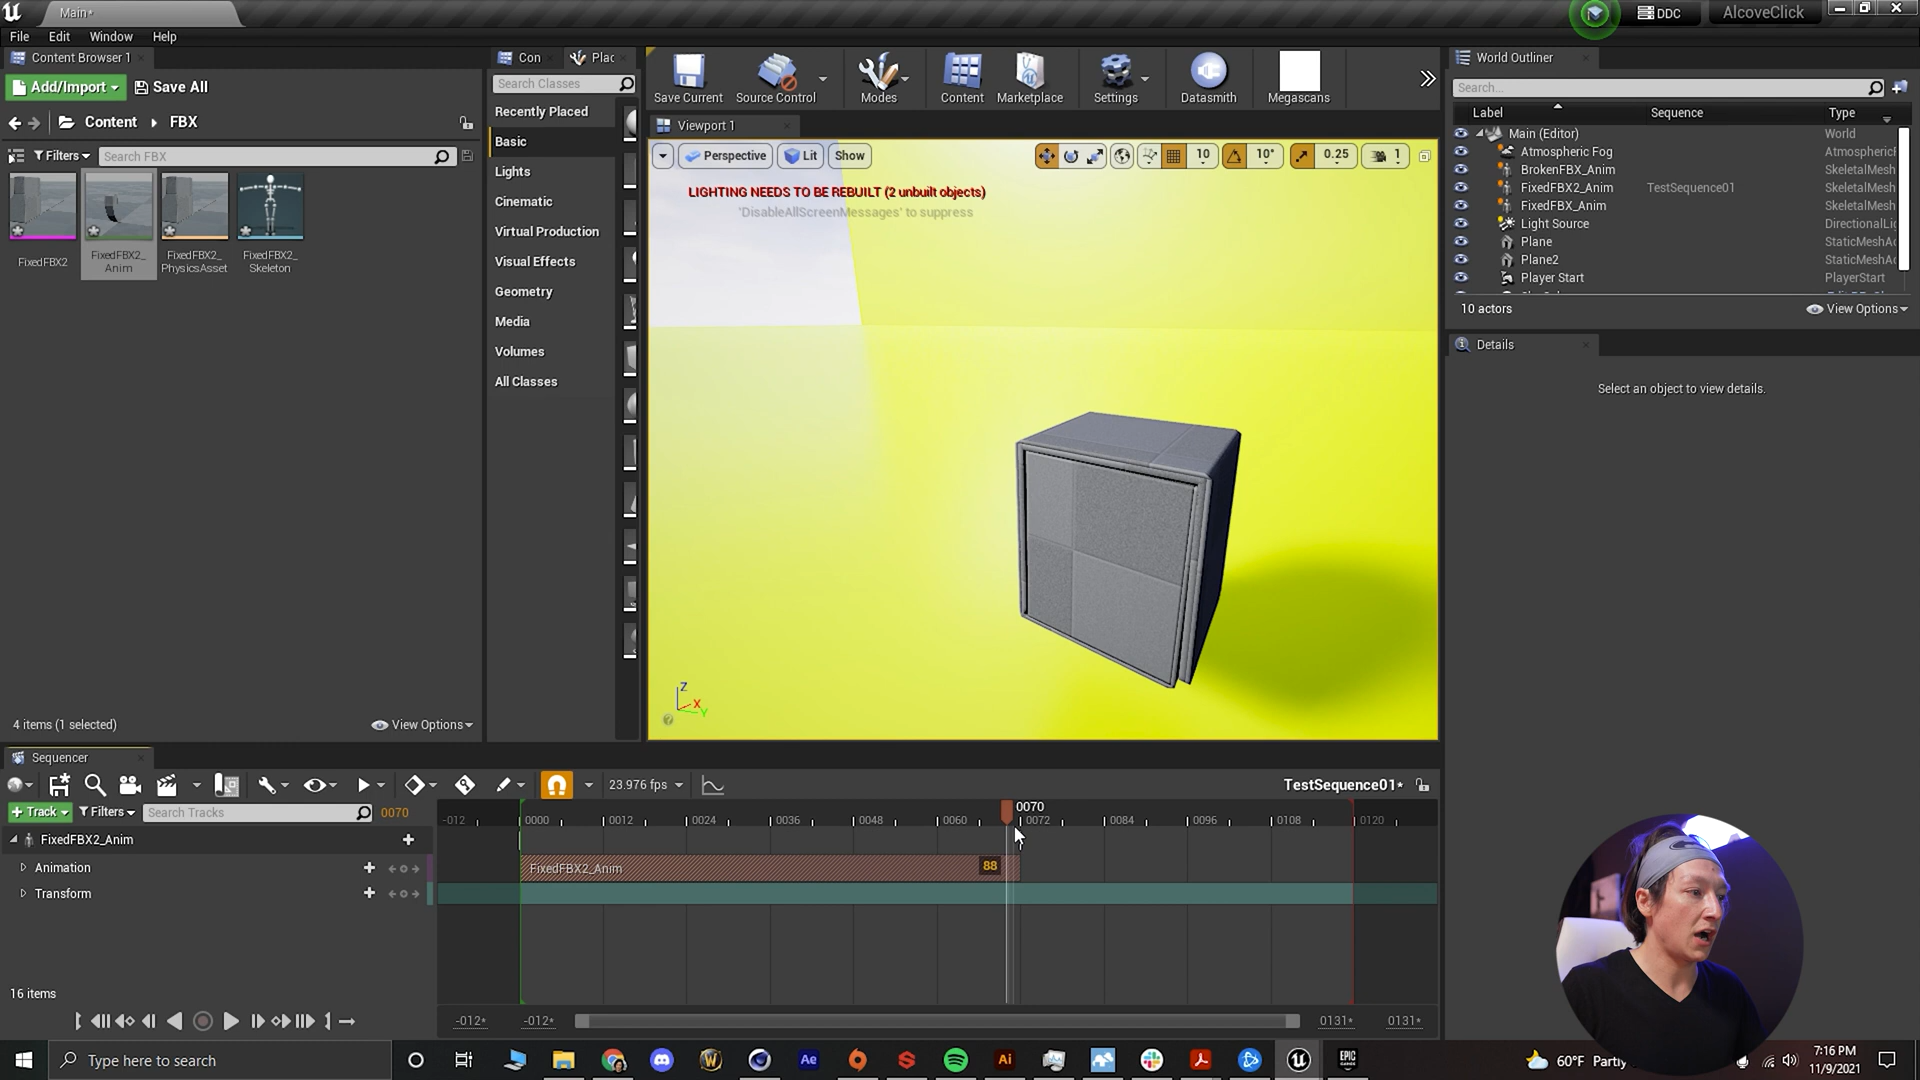 Main*
DDC
AlcoveClick
File Edit Window Help
Content Browser 1
Add/Import
Save All
Content
FBX
Filters
Search FBX
FixedFBX2
FixedFBX2_Anim
FixedFBX2_PhysicsAsset
FixedFBX2_Skeleton
4 items (1 selected)
View Options
Con
Plac
Search Classes
Recently Placed
Basic
Lights
Cinematic
Virtual Production
Visual Effects
Geometry
Media
Volumes
All Classes
Save Current
Source Control
Modes
Content
Marketplace
Settings
Datasmith
Megascans
Viewport 1
Perspective
Lit
Show
10
10°
0.25
1
LIGHTING NEEDS TO BE REBUILT (2 unbuilt objects)
'DisableAllScreenMessages' to suppress
Z
X
Y
World Outliner
Search...
Label Sequence Type
Main (Editor) World
Atmospheric Fog AtmosphericF
BrokenFBX_Anim SkeletalMesh
FixedFBX2_Anim TestSequence01 SkeletalMesh
FixedFBX_Anim SkeletalMesh
Light Source DirectionalLig
Plane StaticMeshAc
Plane2 StaticMeshAc
Player Start PlayerStart
10 actors
View Options
Details
Select an object to view details.
Sequencer
23.976 fps
TestSequence01*
Track
Filters
Search Tracks
0070
0070
-012 0000 0012 0024 0036 0048 0060 0072 0084 0096 0108 0120
FixedFBX2_Anim
Animation
FixedFBX2_Anim
88
Transform
16 items
-012* -012* 0131* 0131*
Type here to search
Ae
Ai
EPIC GAMES
60°F Partly
7:16 PM
11/9/2021